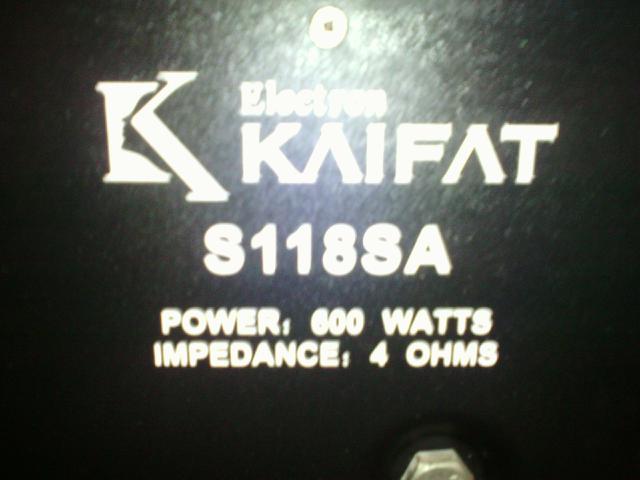 Electron
KAIFAT
S118SA
POWER: 600 WATTS
IMPEDANCE: 4 OHMS